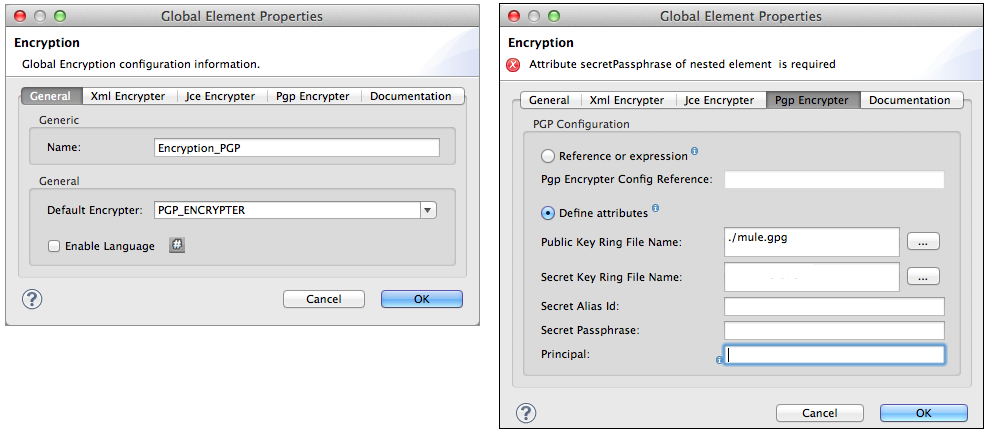 Global Element Properties
Encryption
Global Encryption configuration information.
General Xml Encrypter Jce Encrypter Pgp Encrypter Documentation
Generic
Name: Encryption_PGP
General
Default Encrypter: PGP_ENCRYPTER
Enable Language #
? Cancel OK
Global Element Properties
Encryption
Attribute secretPassphrase of nested element is required
General Xml Encrypter Jce Encrypter Pgp Encrypter Documentation
PGP Configuration
Reference or expression
Pgp Encrypter Config Reference:
Define attributes
Public Key Ring File Name: ./mule.gpg ...
Secret Key Ring File Name: ...
Secret Alias Id:
Secret Passphrase:
Principal:
? Cancel OK